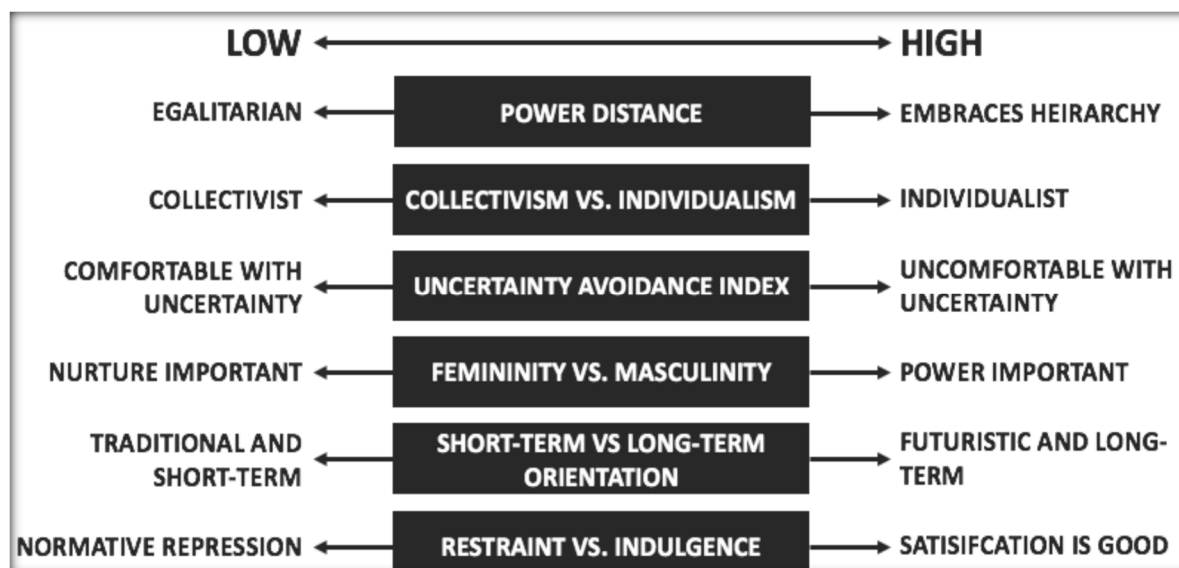 LOW HIGH
EGALITARIAN POWER DISTANCE EMBRACES HEIRARCHY
COLLECTIVIST COLLECTIVISM VS. INDIVIDUALISM INDIVIDUALIST
COMFORTABLE WITH
UNCERTAINTY
UNCERTAINTY AVOIDANCE INDEX
UNCOMFORTABLE WITH
UNCERTAINTY
NURTURE IMPORTANT FEMININITY VS. MASCULINITY POWER IMPORTANT
TRADITIONAL AND
SHORT-TERM
SHORT-TERM VS LONG-TERM
ORIENTATION
FUTURISTIC AND LONG-
TERM
NORMATIVE REPRESSION RESTRAINT VS. INDULGENCE SATISIFCATION IS GOOD